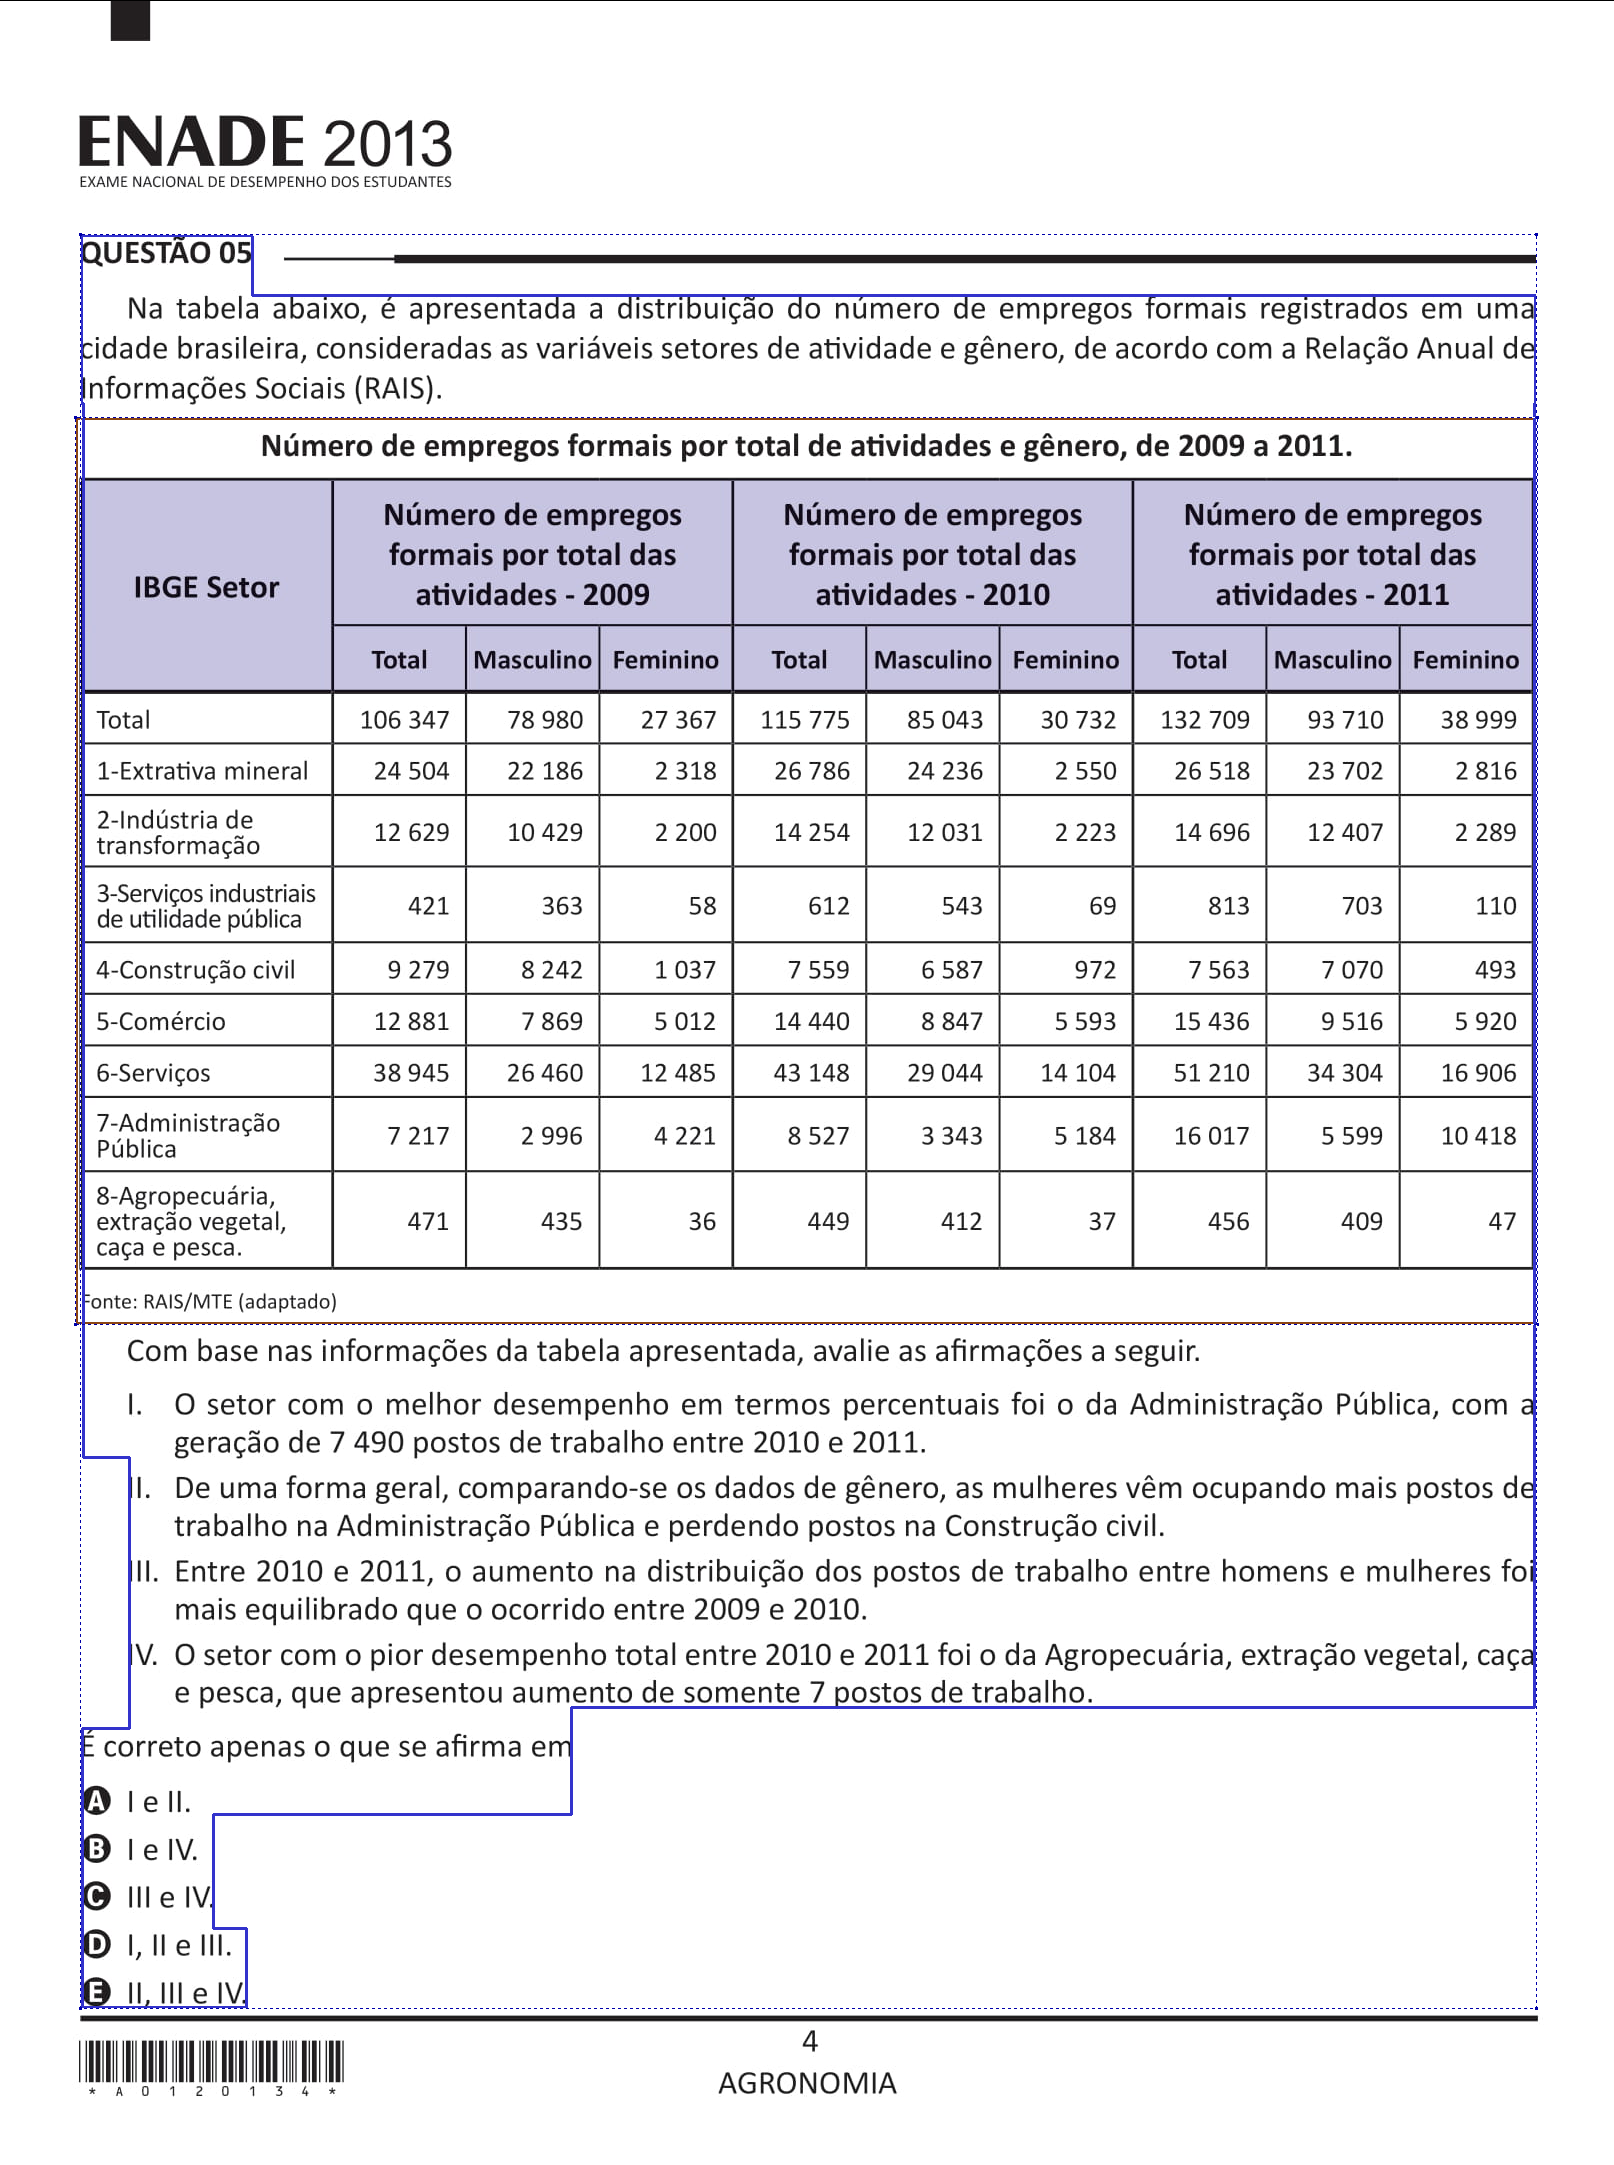 ENADE 2013
EXAME NACIONAL DE DESEMPENHO DOS ESTUDANTES
QUESTÃO 05
Na tabela abaixo, é apresentada a distribuição do número de empregos formais registrados em uma
cidade brasileira, consideradas as variáveis setores de atividade e gênero, de acordo com a Relação Anual de
Informações Sociais (RAIS).
Número de empregos formais por total de atividades e gênero, de 2009 a 2011.
IBGE Setor
Número de empregos formais por total das atividades - 2009
Número de empregos formais por total das atividades - 2010
Número de empregos formais por total das atividades - 2011
Total Masculino Feminino Total Masculino Feminino Total Masculino Feminino
Total 106 347 78 980 27 367 115 775 85 043 30 732 132 709 93 710 38 999
1-Extrativa mineral 24 504 22 186 2 318 26 786 24 236 2 550 26 518 23 702 2 816
2-Indústria de transformação 12 629 10 429 2 200 14 254 12 031 2 223 14 696 12 407 2 289
3-Serviços industriais de utilidade pública 421 363 58 612 543 69 813 703 110
4-Construção civil 9 279 8 242 1 037 7 559 6 587 972 7 563 7 070 493
5-Comércio 12 881 7 869 5 012 14 440 8 847 5 593 15 436 9 516 5 920
6-Serviços 38 945 26 460 12 485 43 148 29 044 14 104 51 210 34 304 16 906
7-Administração Pública 7 217 2 996 4 221 8 527 3 343 5 184 16 017 5 599 10 418
8-Agropecuária, extração vegetal, caça e pesca. 471 435 36 449 412 37 456 409 47
Fonte: RAIS/MTE (adaptado)
Com base nas informações da tabela apresentada, avalie as afirmações a seguir.
I. O setor com o melhor desempenho em termos percentuais foi o da Administração Pública, com a
geração de 7 490 postos de trabalho entre 2010 e 2011.
II. De uma forma geral, comparando-se os dados de gênero, as mulheres vêm ocupando mais postos de
trabalho na Administração Pública e perdendo postos na Construção civil.
III. Entre 2010 e 2011, o aumento na distribuição dos postos de trabalho entre homens e mulheres foi
mais equilibrado que o ocorrido entre 2009 e 2010.
IV. O setor com o pior desempenho total entre 2010 e 2011 foi o da Agropecuária, extração vegetal, caça
e pesca, que apresentou aumento de somente 7 postos de trabalho.
É correto apenas o que se afirma em
A I e II.
B I e IV.
C III e IV.
D I, II e III.
E II, III e IV.
4
AGRONOMIA
* A 0 1 2 0 1 3 4 *